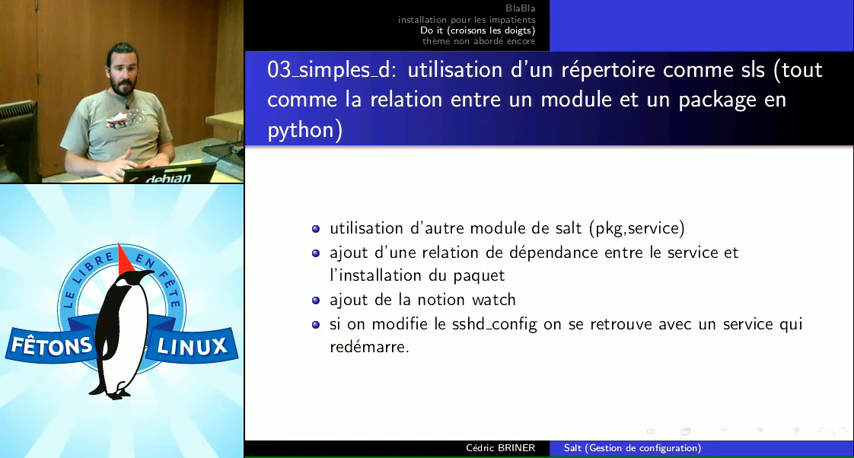 BlaBla
installation pour les impatients
Do it (croisons les doigts)
thème non abordé encore
03_simples_d: utilisation d'un répertoire comme sls (tout
comme la relation entre un module et un package en
python)
debian
utilisation d'autre module de salt (pkg,service)
ajout d'une relation de dépendance entre le service et
l'installation du paquet
ajout de la notion watch
si on modifie le sshd_config on se retrouve avec un service qui
redémarre.
LE LIBRE EN FÊTE
FÊTONS LINUX
Cédric BRINER
Salt (Gestion de configuration)